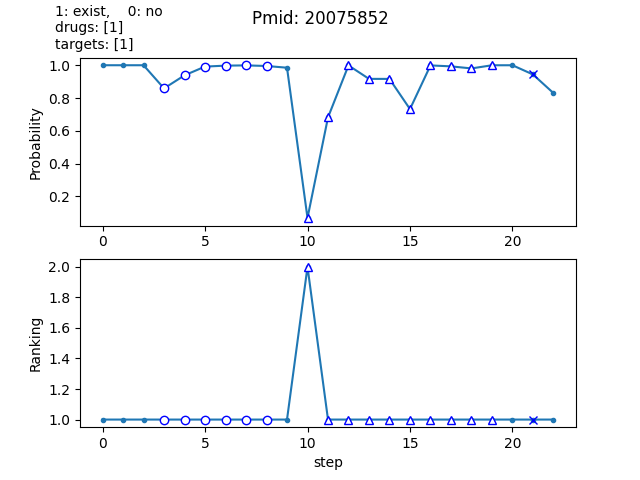 1: exist,    0: no
drugs: [1]
targets: [1]
Pmid: 20075852
Probability
1.0
0.8
0.6
0.4
0.2
0 5 10 15 20
Ranking
2.0
1.8
1.6
1.4
1.2
1.0
0 5 10 15 20
step